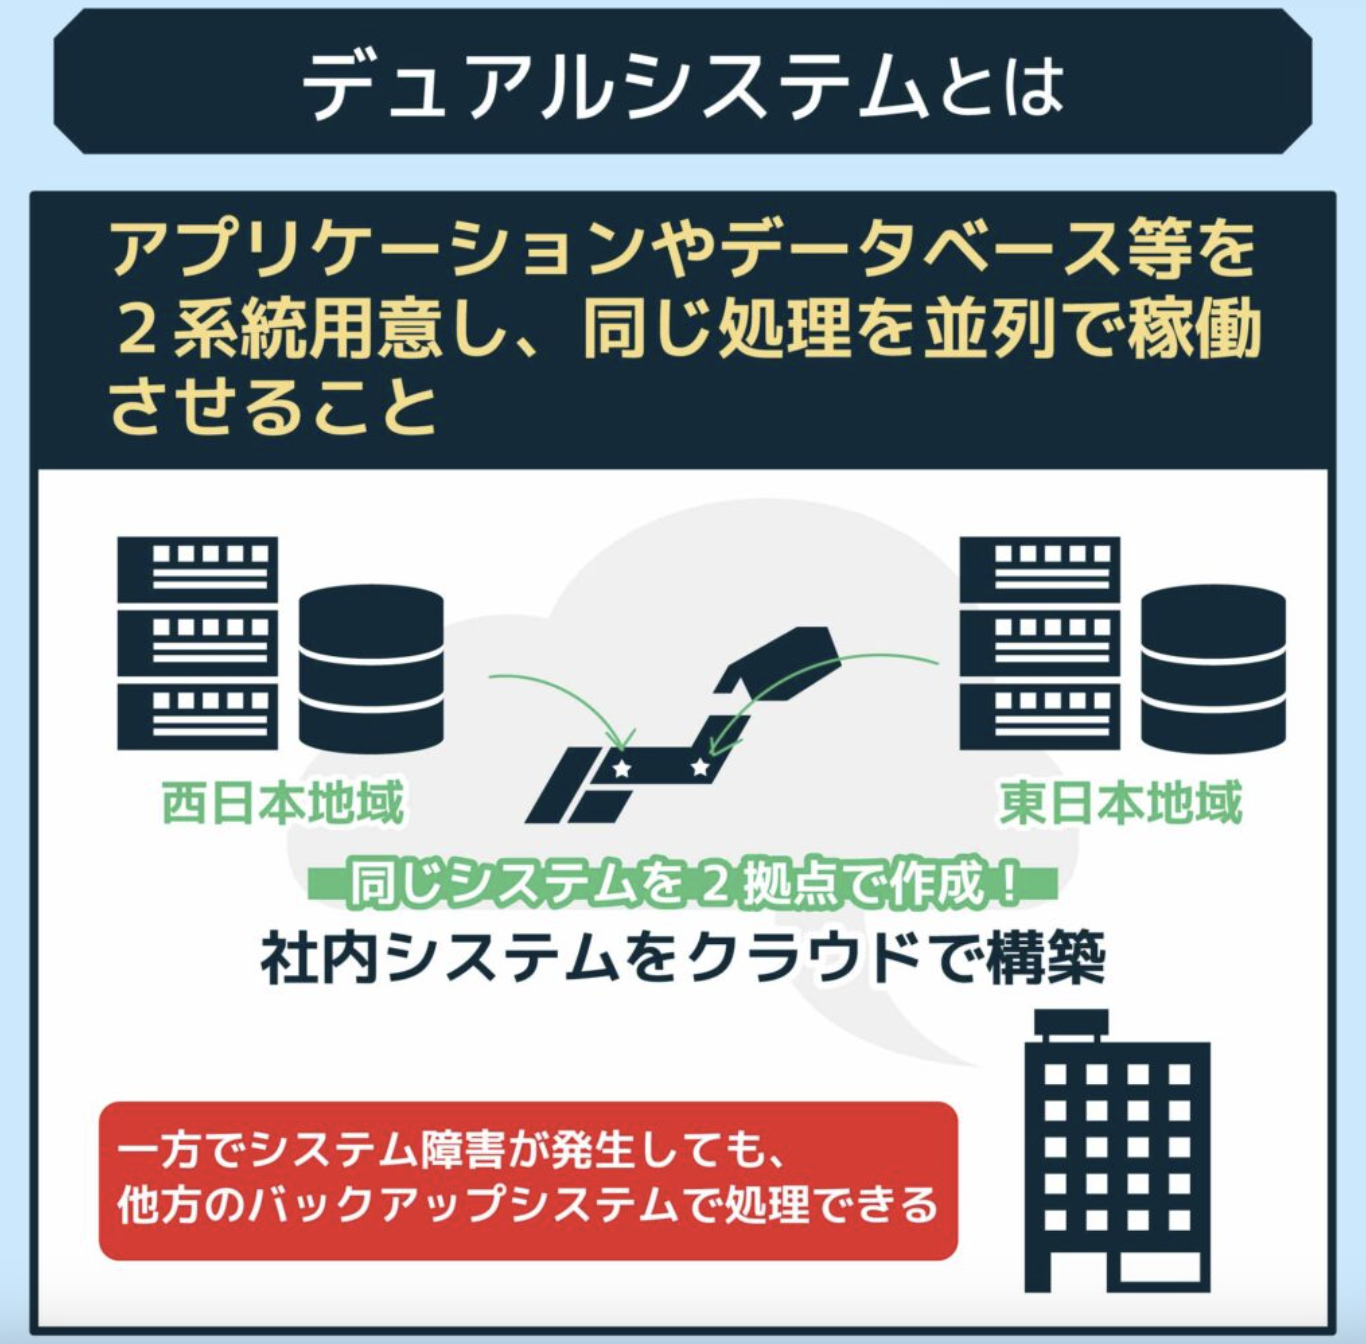 デュアルシステムとは
アプリケーションやデータベース等を
２系統用意し、同じ処理を並列で稼働
させること
西日本地域
東日本地域
同じシステムを２拠点で作成！
社内システムをクラウドで構築
一方でシステム障害が発生しても、
他方のバックアップシステムで処理できる